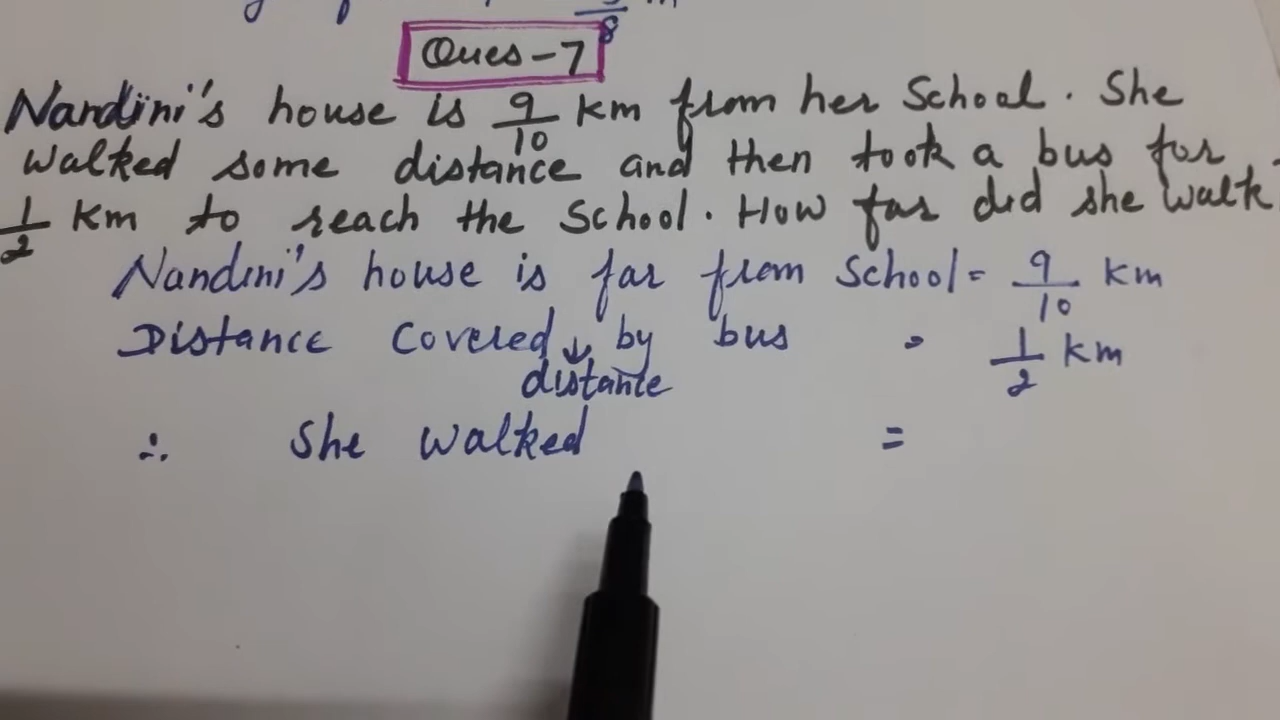 Ques-7
Nandini's house is 9/10 km from her School. She
walked some distance and then took a bus for
1/2 km to reach the School. How far did she walk
Nandini's house is far from School = 9/10 km
Distance covered ↓ by bus = 1/2 km
distance
∴ She walked =